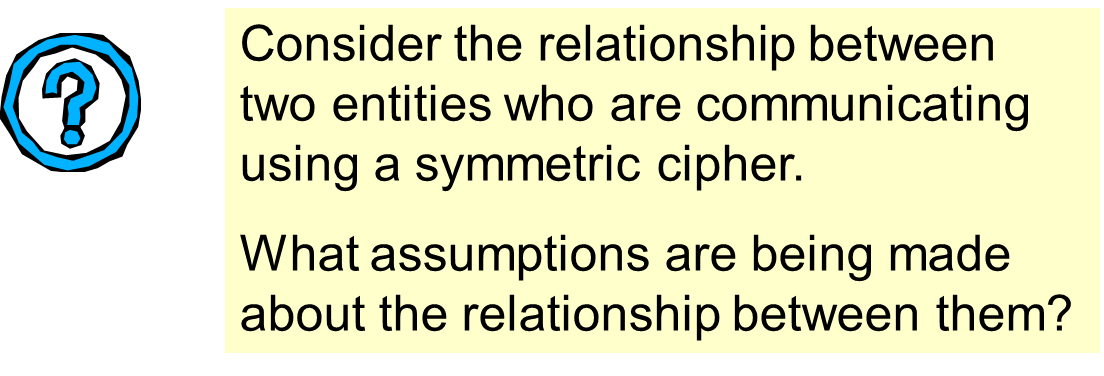 ?
Consider the relationship between
two entities who are communicating
using a symmetric cipher.
What assumptions are being made
about the relationship between them?